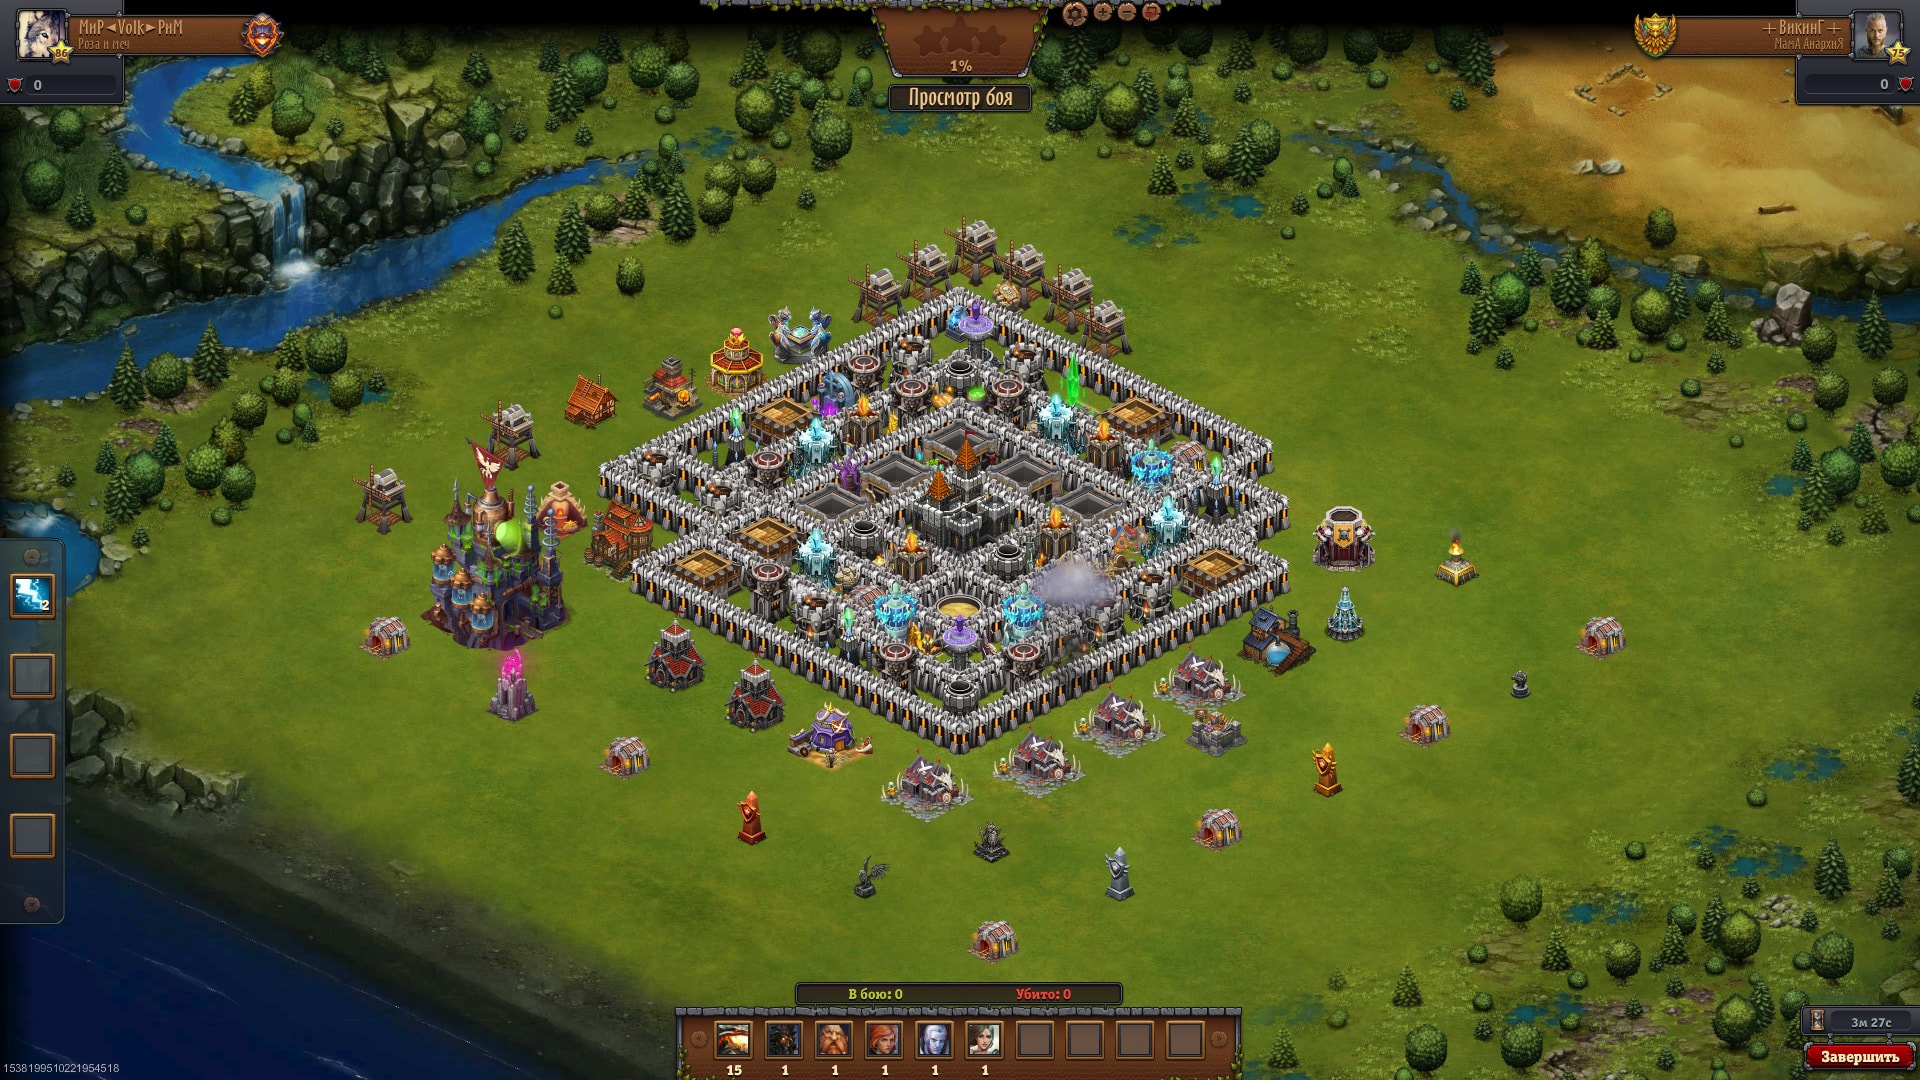 МиР◄Volk►РиМ
Роза и меч
86
0
1%
Просмотр боя
+ВикинГ+
МамА АнархиЯ
75
0
2
В бою: 0
Убито: 0
15
1
1
1
1
1
3м 27с
Завершить
1538199510221954518